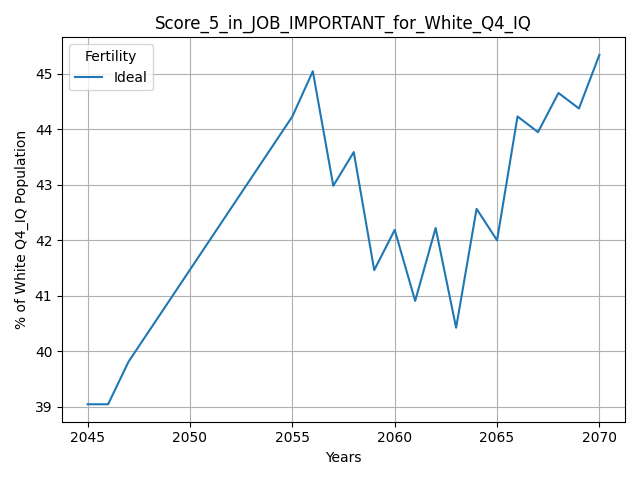 Score_5_in_JOB_IMPORTANT_for_White_Q4_IQ
Fertility
Ideal
% of White Q4_IQ Population
45
44
43
42
41
40
39
2045 2050 2055 2060 2065 2070
Years